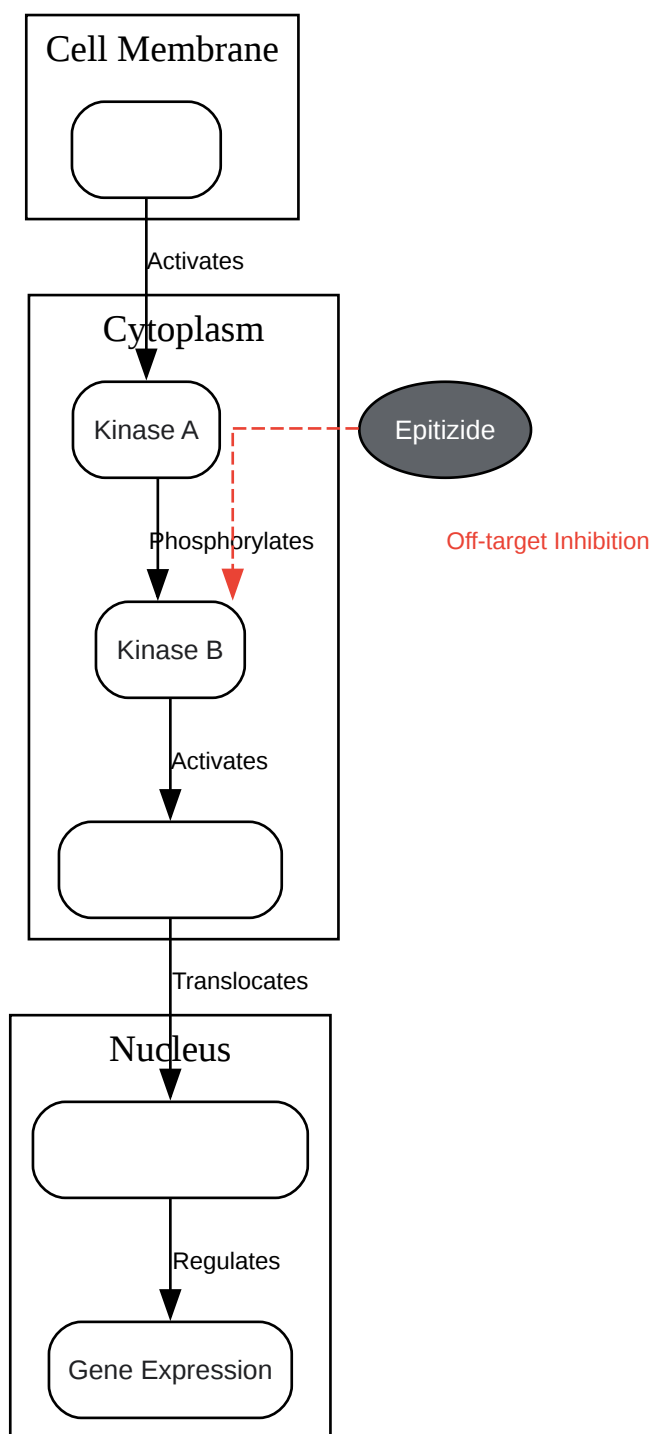 Cell Membrane
Activates
Cytoplasm
Kinase A
Epitizide
Phosphorylates
Off-target Inhibition
Kinase B
Activates
Translocates
Nucleus
Regulates
Gene Expression